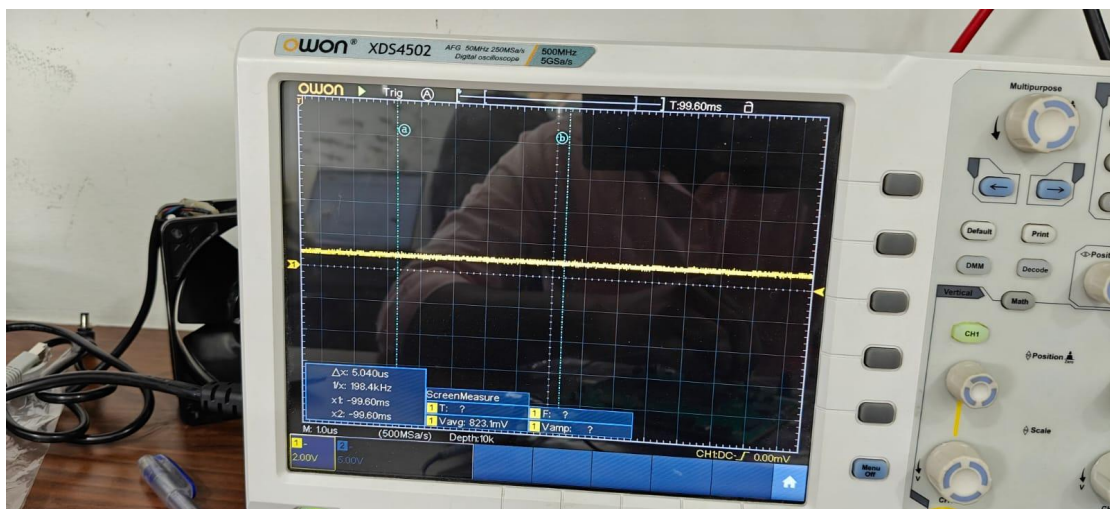 OWON® XDS4502 AFG 50MHz 250MSa/s 500MHz
Digital oscilloscope 5GSa/s
OWON Trig A T:99.60ms
a
b
Δx: 5.040us
1/x: 198.4kHz
x1: -99.60ms
x2: -99.60ms
ScreenMeasure
1 T: ? 1 F: ?
1 Vavg: 823.1mV 1 Vamp: ?
M: 1.0us (500MSa/s) Depth:10k
CH1:DC- 0.00mV
1
2.00V
2
5.00V
Multipurpose
Default
Print
DMM
Decode
Vertical
Math
CH1
Position
Scale
Menu
Off